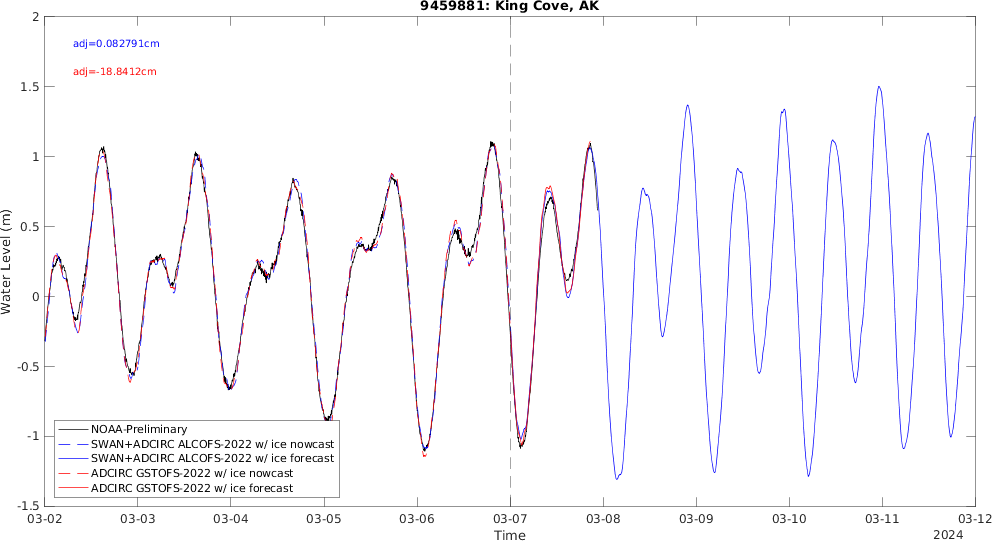 9459881: King Cove, AK
adj=0.082791cm
adj=-18.8412cm
Water Level (m)
2
1.5
1
0.5
0
-0.5
-1
-1.5
NOAA-Preliminary
SWAN+ADCIRC ALCOFS-2022 w/ ice nowcast
SWAN+ADCIRC ALCOFS-2022 w/ ice forecast
ADCIRC GSTOFS-2022 w/ ice nowcast
ADCIRC GSTOFS-2022 w/ ice forecast
03-02 03-03 03-04 03-05 03-06 03-07 03-08 03-09 03-10 03-11 03-12
Time
2024